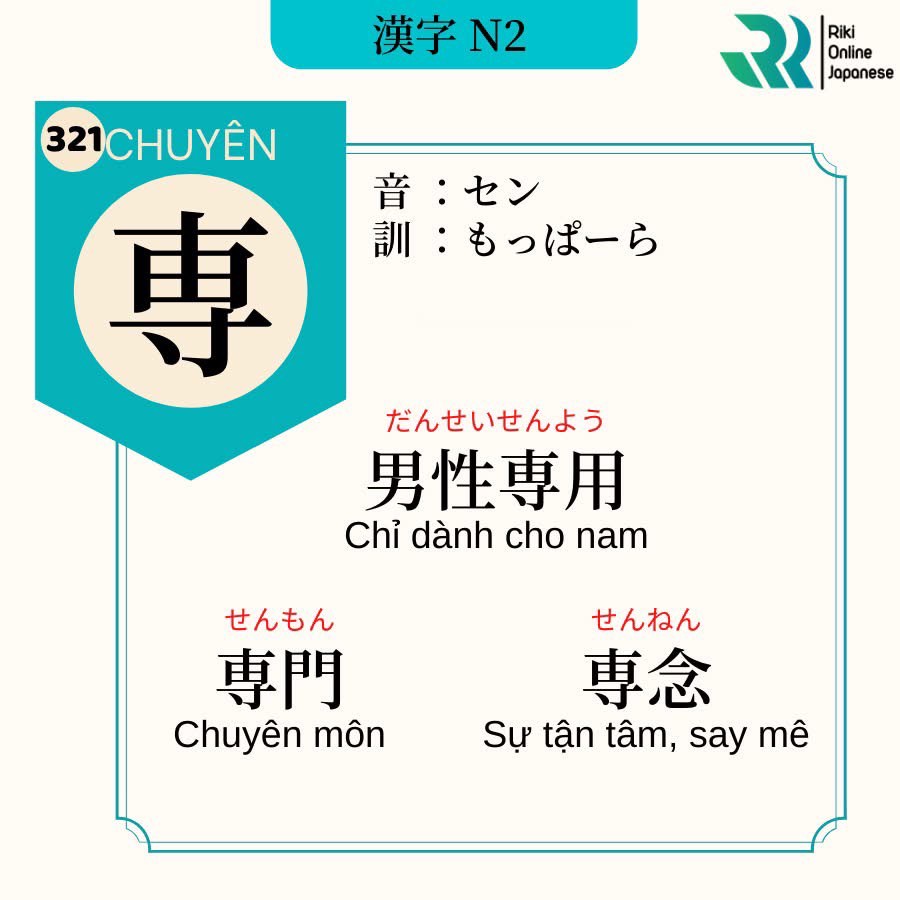 漢字 N2
Riki
Online
Japanese
321
CHUYÊN
専
音 ：セン
訓 ：もっぱーら
だんせいせんよう
男性専用
Chỉ dành cho nam
せんもん
専門
Chuyên môn
せんねん
専念
Sự tận tâm, say mê